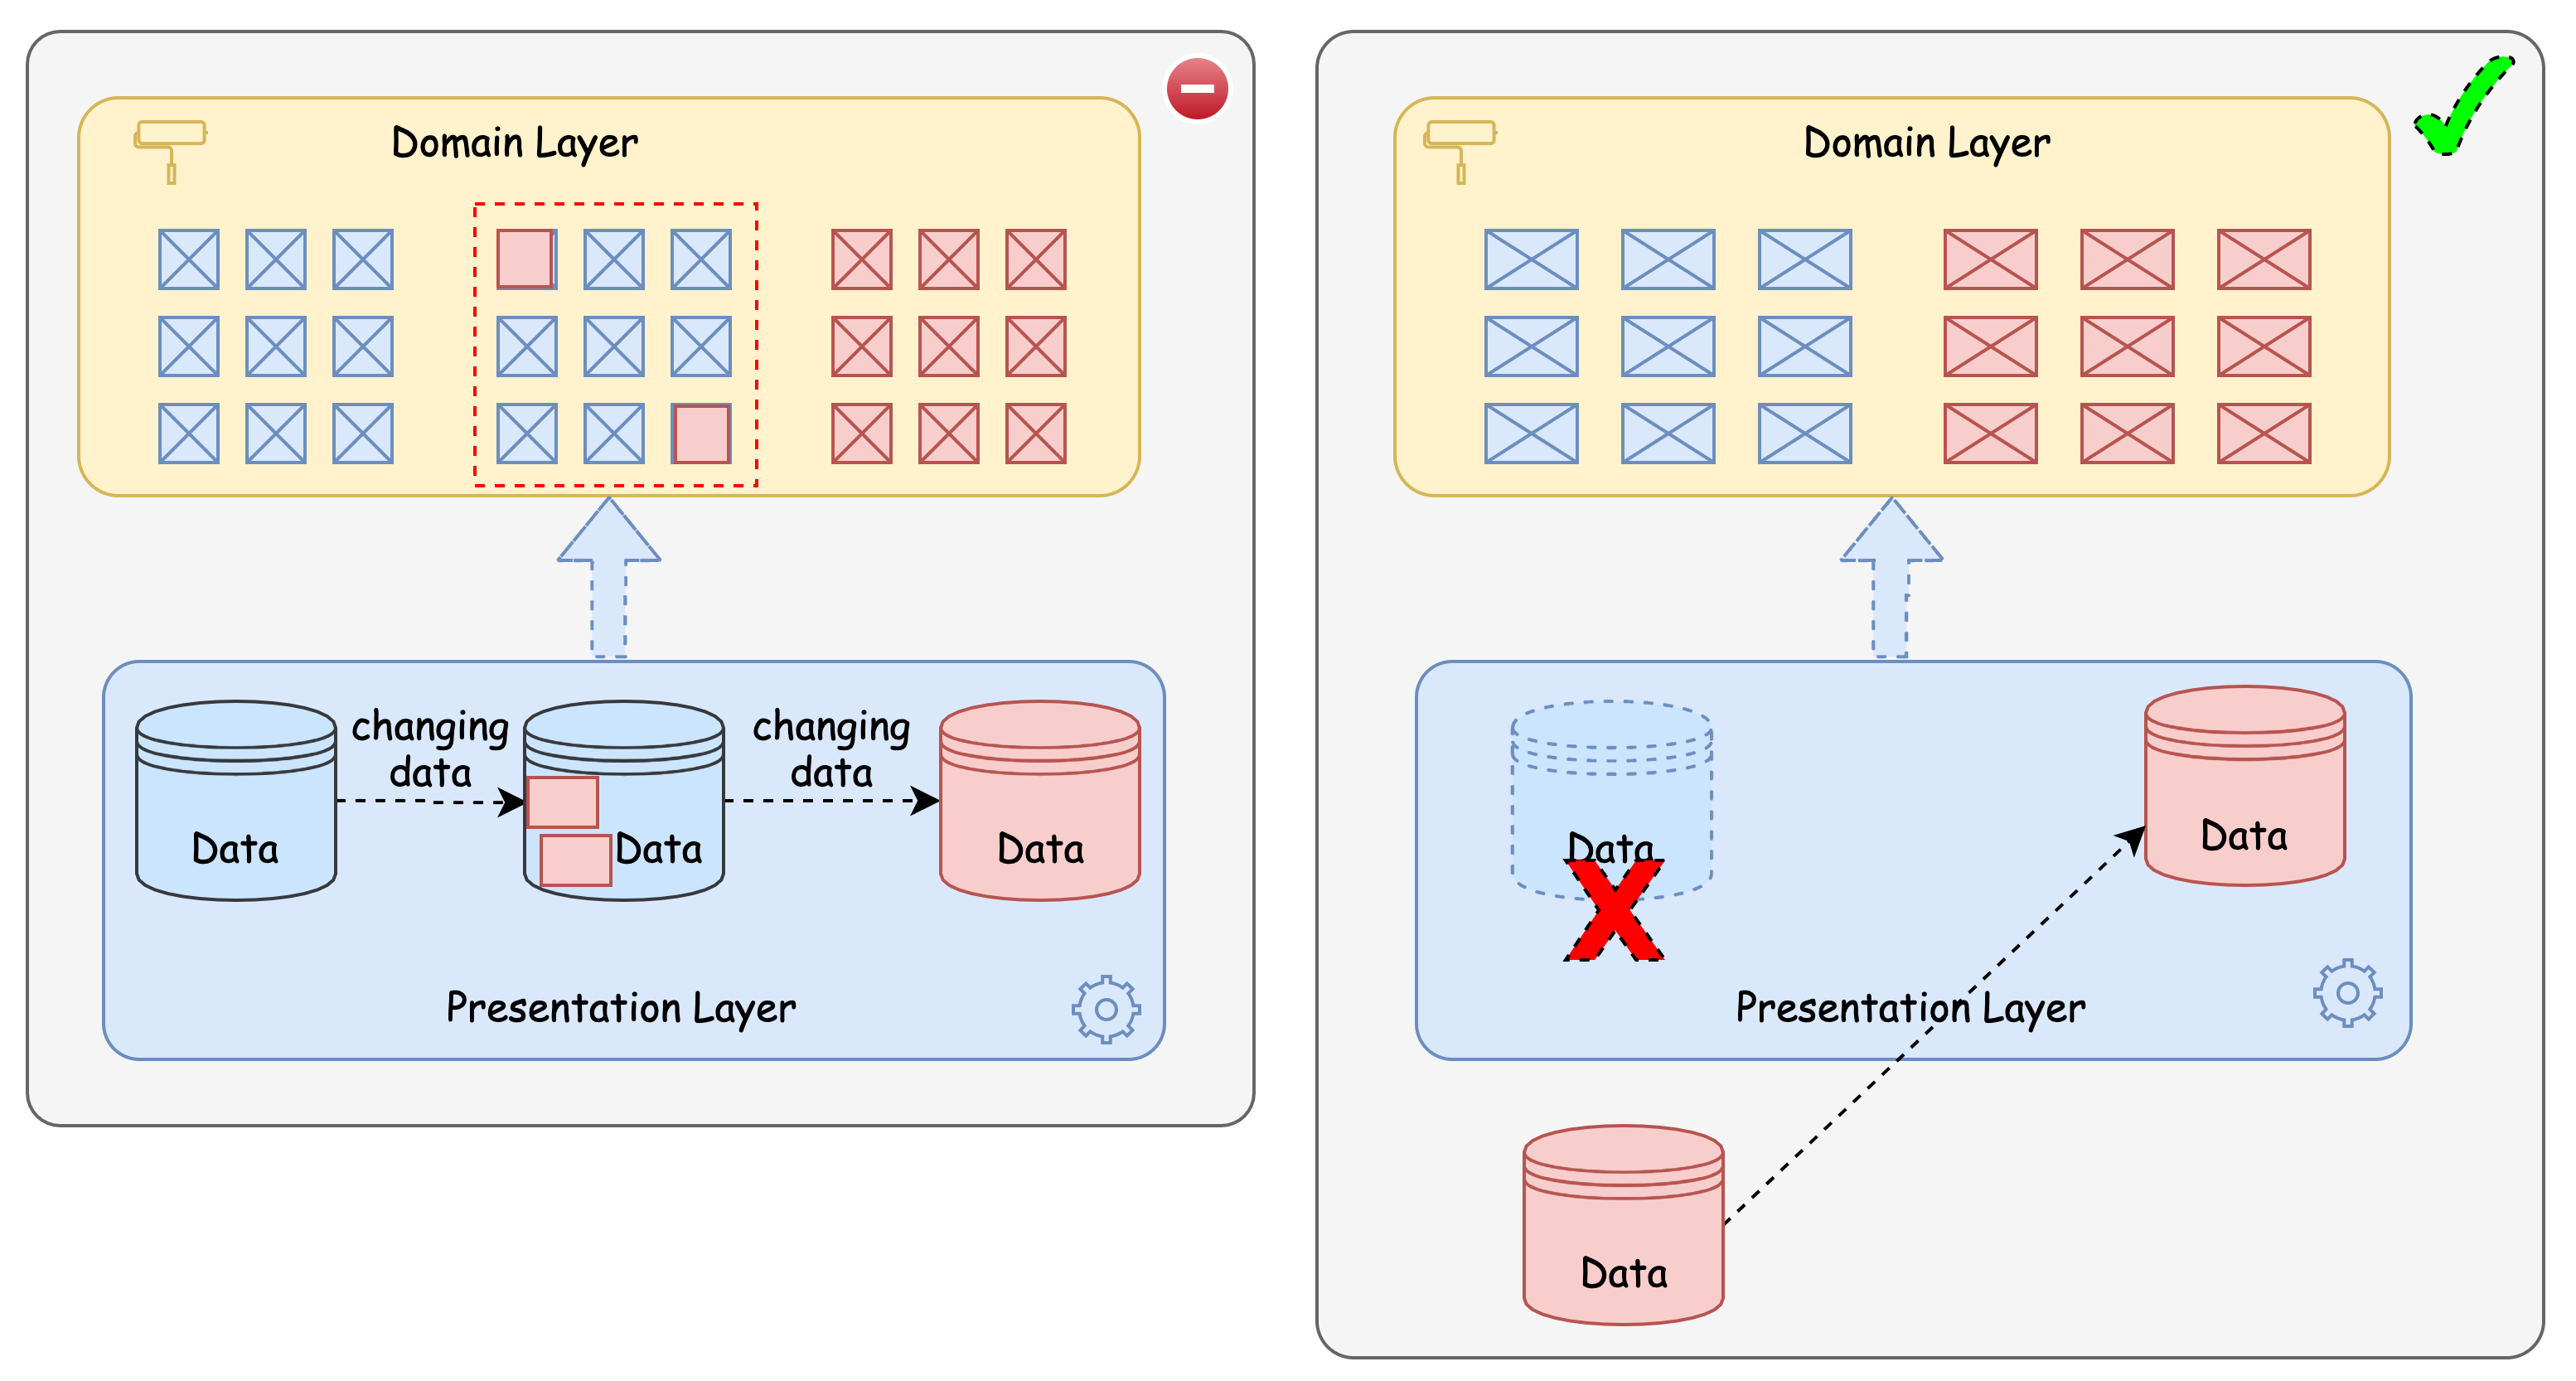 Domain Layer
changing
data
changing
data
Data
Data
Data
Presentation Layer
Domain Layer
Data
Data
Presentation Layer
Data